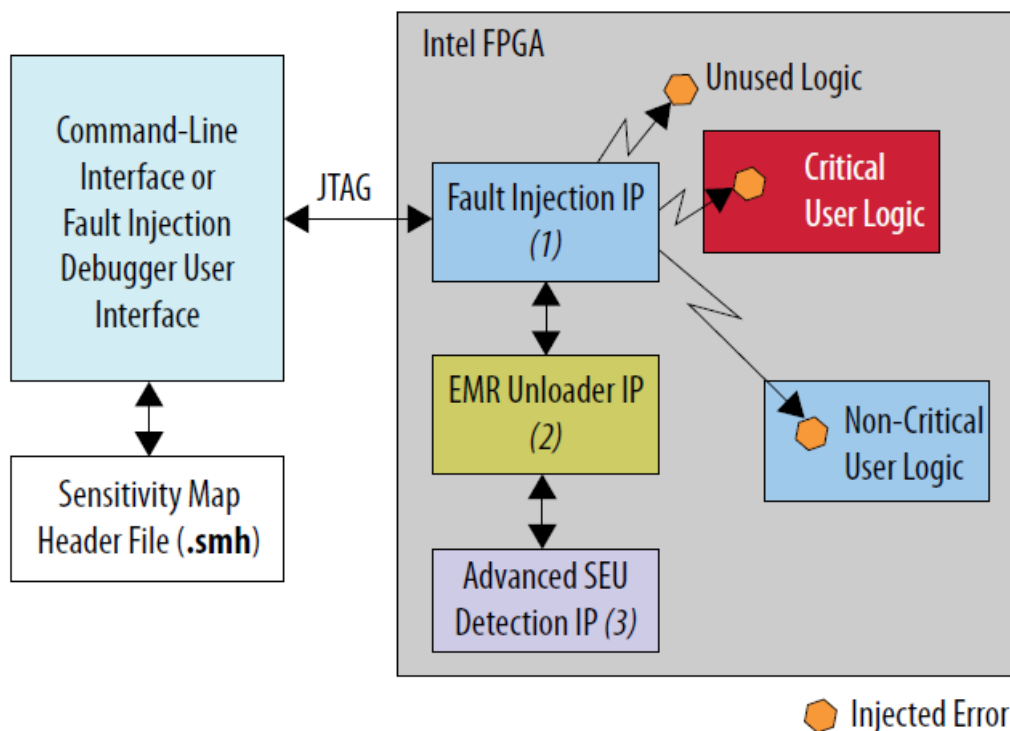 Command-Line
Interface or
Fault Injection
Debugger User
Interface
JTAG
Sensitivity Map
Header File (.smh)
Intel FPGA
Unused Logic
Fault Injection IP
(1)
Critical
User Logic
EMR Unloader IP
(2)
Non-Critical
User Logic
Advanced SEU
Detection IP (3)
Injected Error